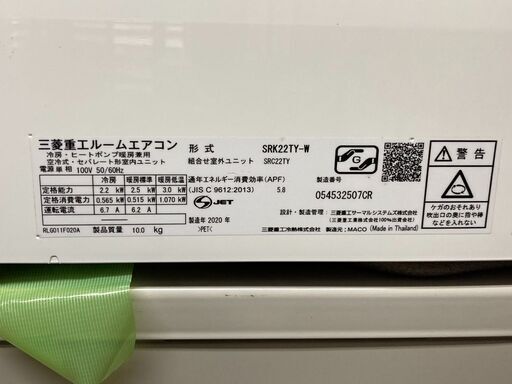 三菱重工ルームエアコン
冷房・ヒートポンプ暖房兼用
空冷式・セパレート形室内ユニット
電源単相 100V 50/60Hz
形式 SRK22TY-W
組合せ室外ユニット SRC22TY
冷房 暖房標準 暖房低温
定格能力 2.2 kW 2.5 kW 3.0 kW
定格消費電力 0.565 kW 0.515 kW 1.070 kW
運転電流 6.7 A 6.2 A
RLG011F020A 製品質量 10.0 kg
通年エネルギー消費効率(APF)
(JIS C 9612:2013) 5.8
S JET
製造年 2020 年
>PET<
G
製造番号
054532507CR
設計・製造管理：三菱重工サーマルシステムズ株式会社
(三菱重工業株式会社100%出資会社)
三菱重工冷熱株式会社 製造元：MACO (Made in Thailand)
警告
ケガのおそれあり
吹出口の奥に指
などを入れない